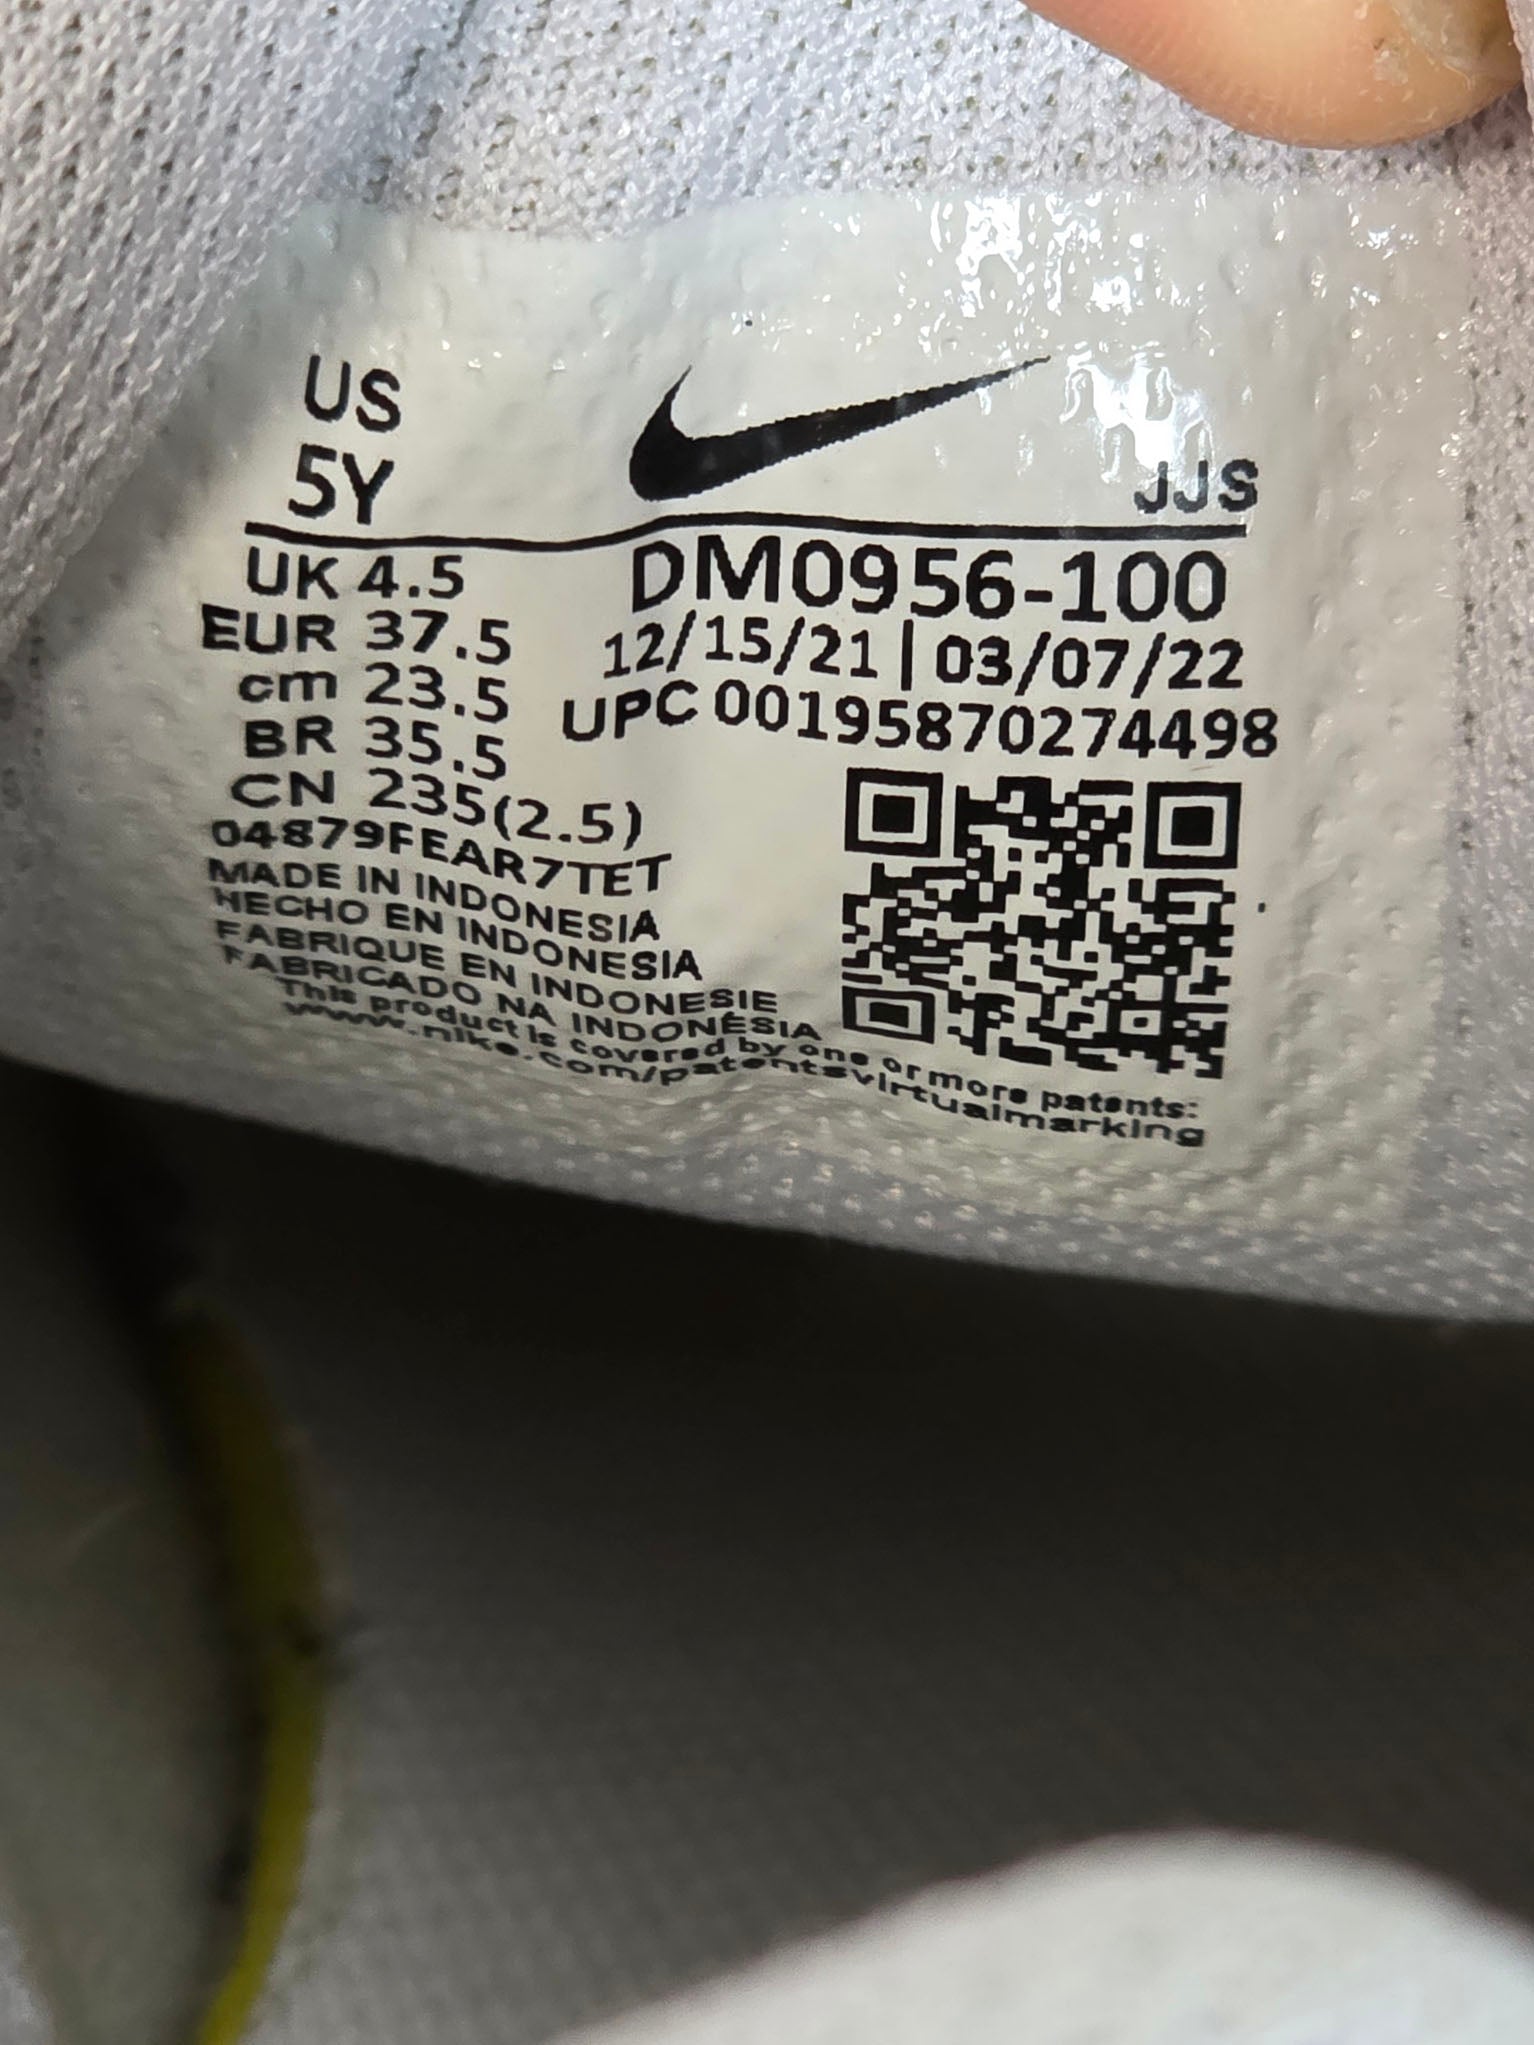 US
5Y
JJS
UK 4.5
EUR 37.5
cm 23.5
BR 35.5
CN 235(2.5)
04879FEAR7TET
MADE IN INDONESIA
HECHO EN INDONESIA
FABRIQUE EN INDONESIE
FABRICADO NA INDONÉSIA
This product is covered by one or more patents:
www.nike.com/patentsvirtualmarking
DM0956-100
12/15/21 | 03/07/22
UPC 00195870274498